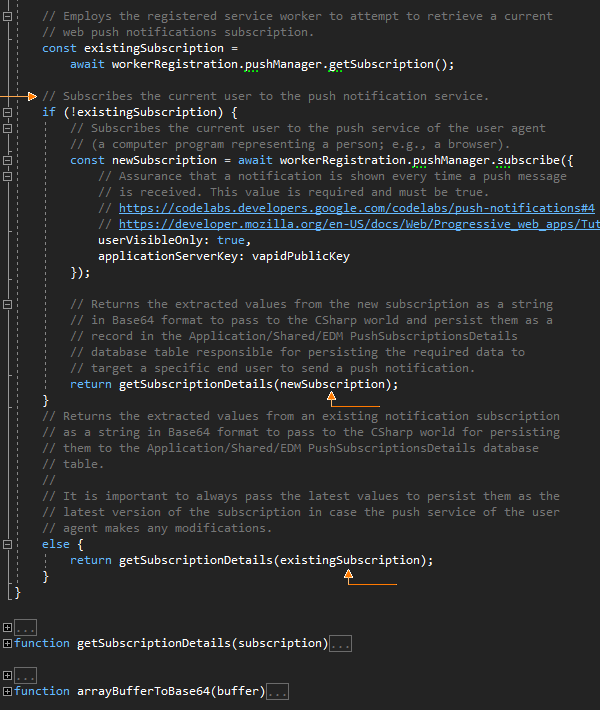 // Employs the registered service worker to attempt to retrieve a current
// web push notifications subscription.
const existingSubscription =
await workerRegistration.pushManager.getSubscription();
// Subscribes the current user to the push notification service.
if (!existingSubscription) {
// Subscribes the current user to the push service of the user agent
// (a computer program representing a person; e.g., a browser).
const newSubscription = await workerRegistration.pushManager.subscribe({
// Assurance that a notification is shown every time a push message
// is received. This value is required and must be true.
// https://codelabs.developers.google.com/codelabs/push-notifications#4
// https://developer.mozilla.org/en-US/docs/Web/Progressive_web_apps/Tut
userVisibleOnly: true,
applicationServerKey: vapidPublicKey
});
// Returns the extracted values from the new subscription as a string
// in Base64 format to pass to the CSharp world and persist them as a
// record in the Application/Shared/EDM PushSubscriptionsDetails
// database table responsible for persisting the required data to
// target a specific end user to send a push notification.
return getSubscriptionDetails(newSubscription);
}
// Returns the extracted values from an existing notification subscription
// as a string in Base64 format to pass to the CSharp world for persisting
// them to the Application/Shared/EDM PushSubscriptionsDetails database
// table.
//
// It is important to always pass the latest values to persist them as the
// latest version of the subscription in case the push service of the user
// agent makes any modifications.
else {
return getSubscriptionDetails(existingSubscription);
}
}
...
function getSubscriptionDetails(subscription)...
...
function arrayBufferToBase64(buffer)...